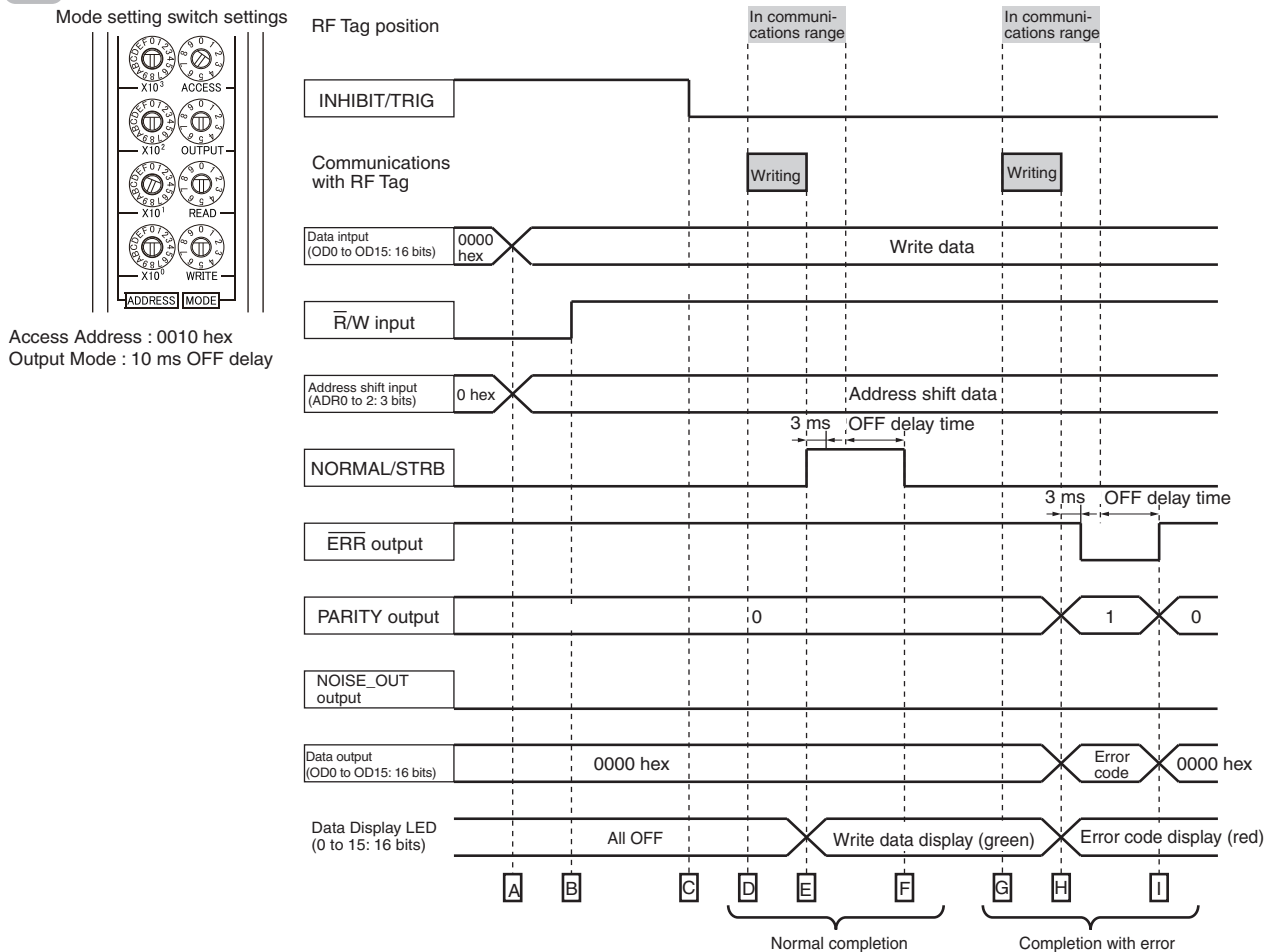 Mode setting switch settings
X10³ ACCESS
X10² OUTPUT
X10¹ READ
X10⁰ WRITE
ADDRESS MODE
Access Address : 0010 hex
Output Mode : 10 ms OFF delay
RF Tag position
In communi-
cations range
In communi-
cations range
INHIBIT/TRIG
Communications
with RF Tag
Writing
Writing
Data intput
(OD0 to OD15: 16 bits)
0000
hex
Write data
R̅/W input
Address shift input
(ADR0 to 2: 3 bits)
0 hex
Address shift data
3 ms OFF delay time
NORMAL/STRB
3 ms OFF delay time
E̅R̅R̅ output
PARITY output
0
1
0
NOISE_OUT
output
Data output
(OD0 to OD15: 16 bits)
0000 hex
Error
code
0000 hex
Data Display LED
(0 to 15: 16 bits)
All OFF
Write data display (green)
Error code display (red)
A B C D E F G H I
Normal completion
Completion with error